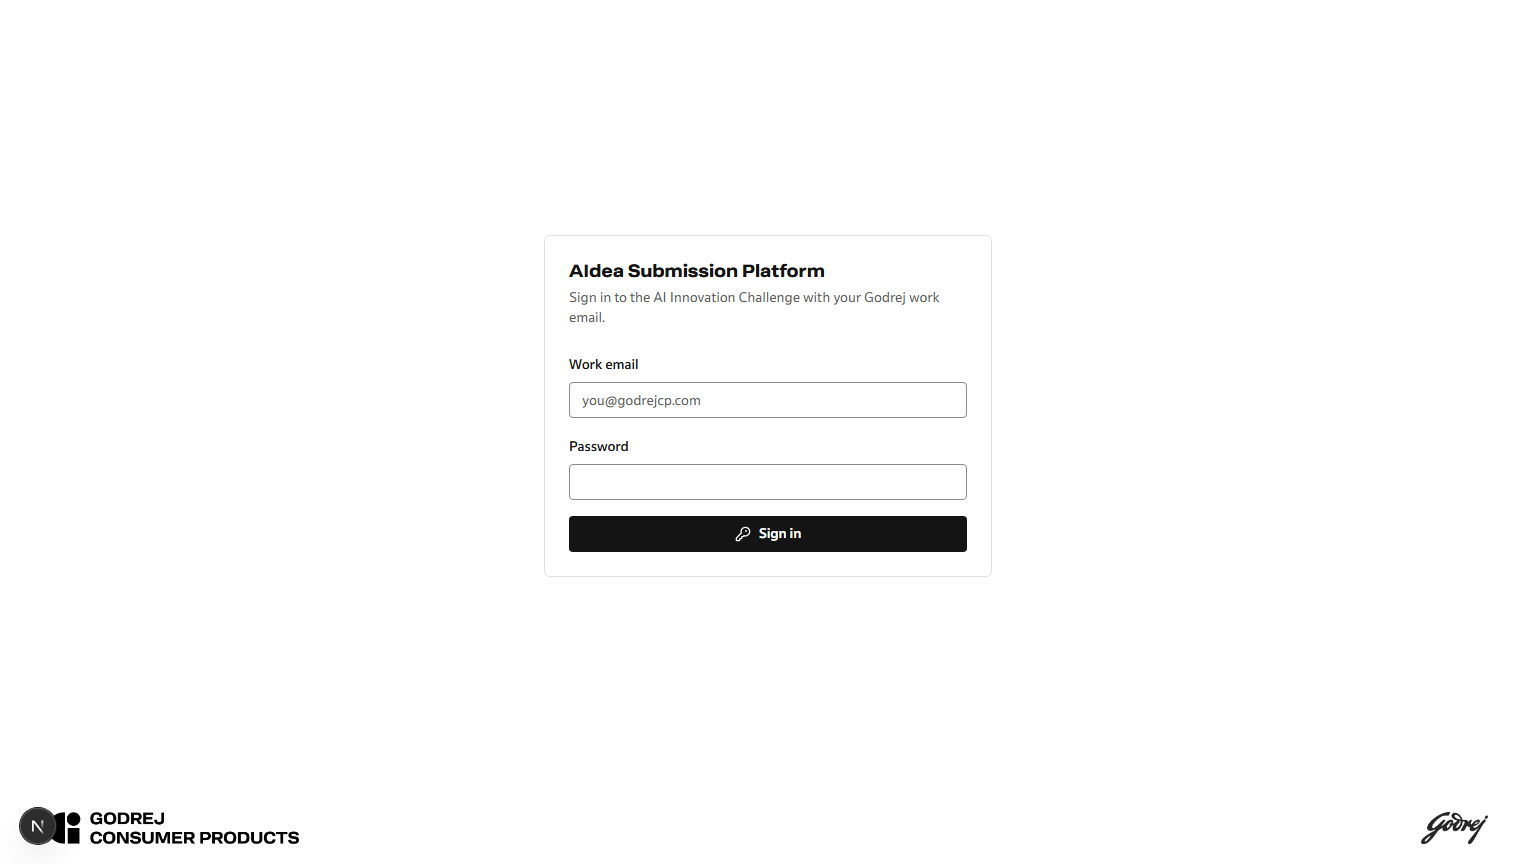 AIdea Submission Platform
Sign in to the AI Innovation Challenge with your Godrej work
email.
Work email
you@godrejcp.com
Password
Sign in
N
GODREJ
CONSUMER PRODUCTS
Godrej